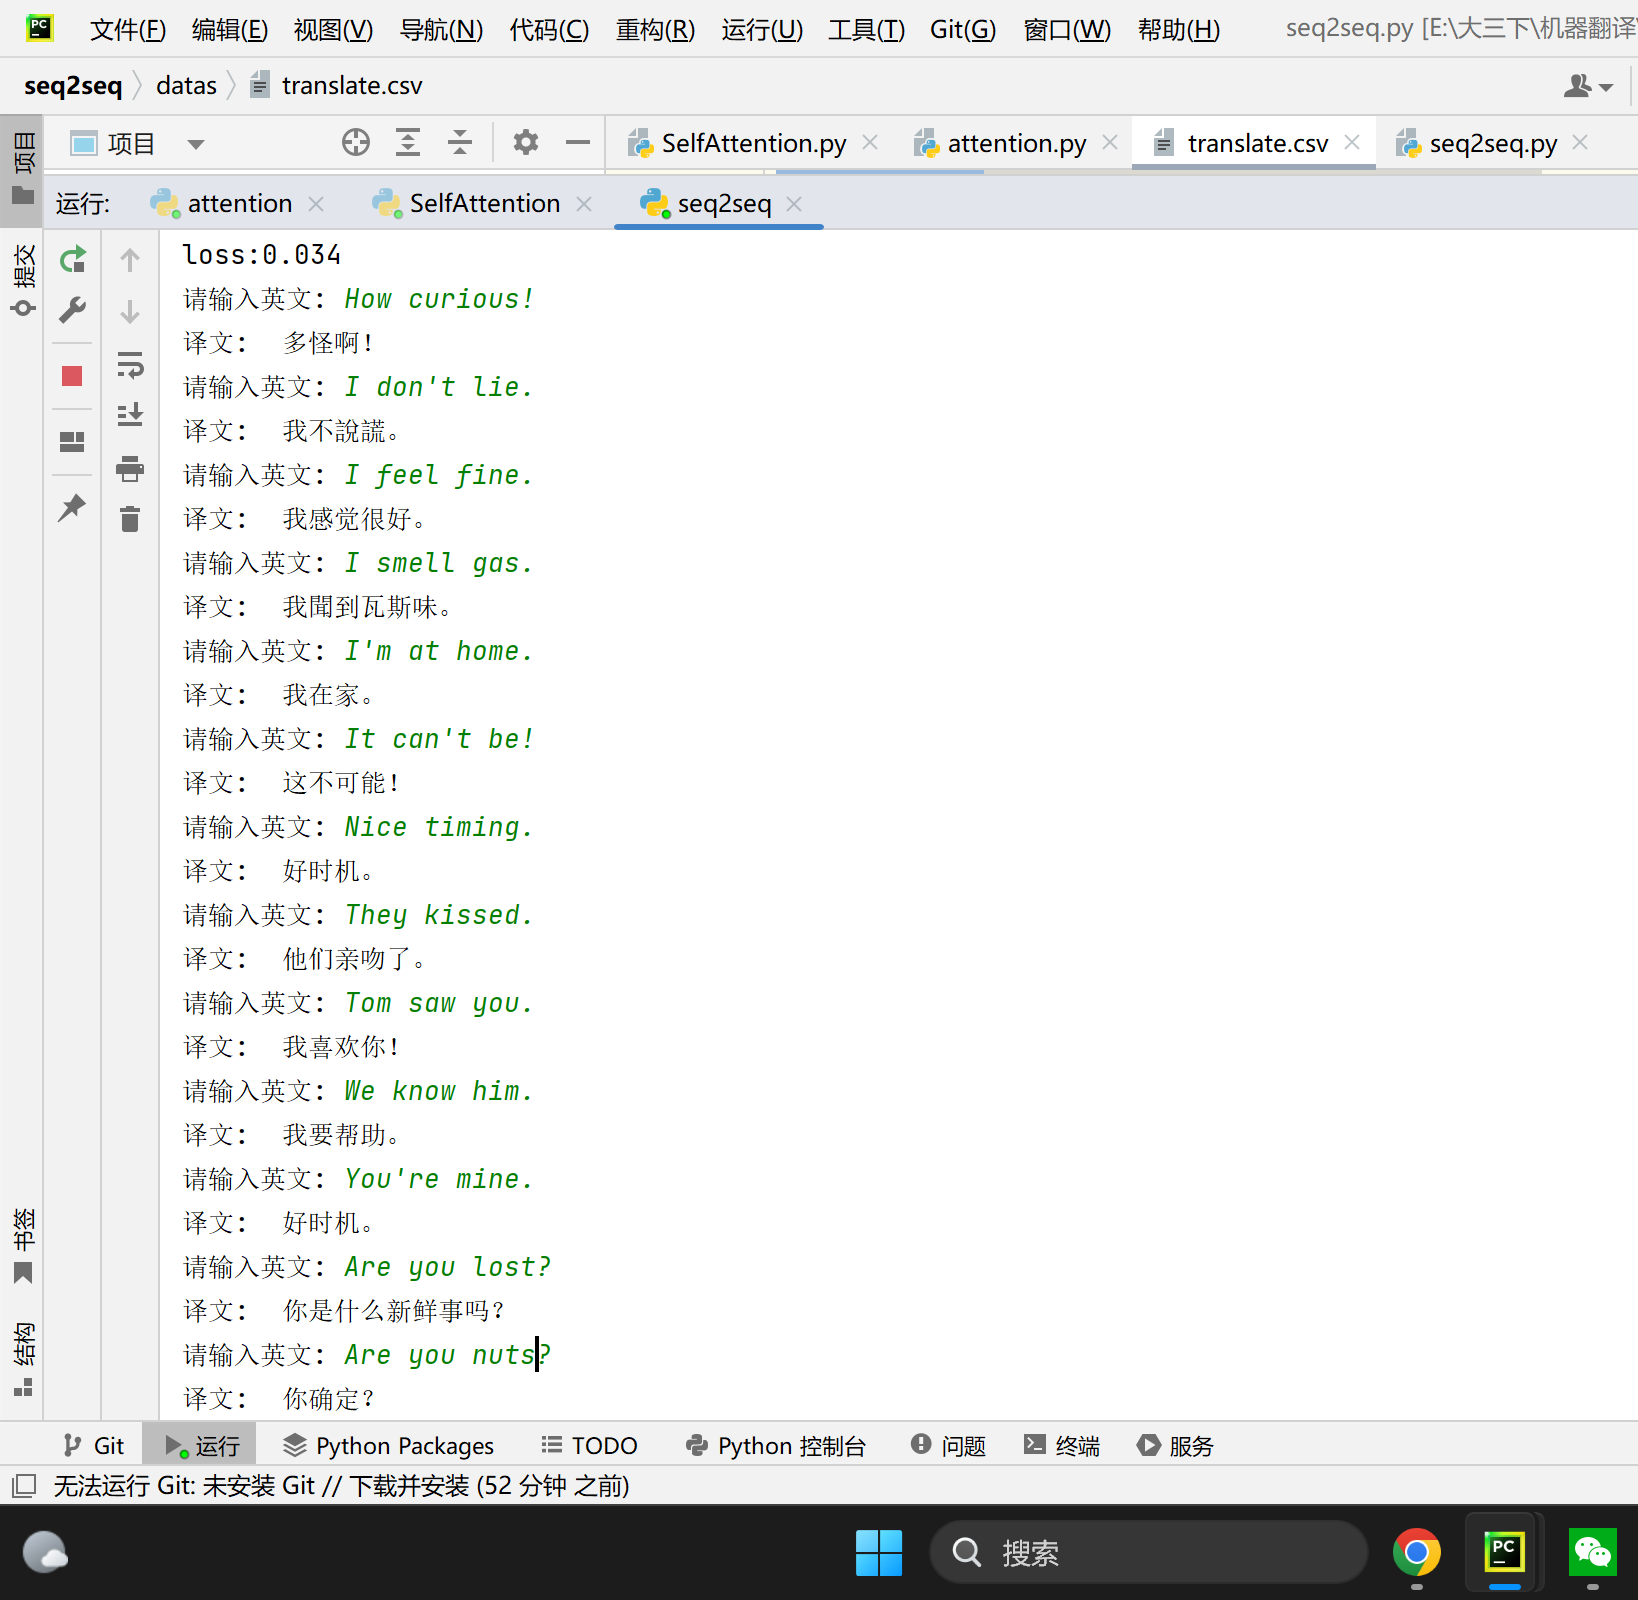 PC 文件(F) 编辑(E) 视图(V) 导航(N) 代码(C) 重构(R) 运行(U) 工具(T) Git(G) 窗口(W) 帮助(H) seq2seq.py [E:\大三下\机器翻译\
seq2seq datas translate.csv
项目 项目 SelfAttention.py attention.py translate.csv seq2seq.py
运行: attention SelfAttention seq2seq
提交
loss:0.034
请输入英文: How curious!
译文: 多怪啊!
请输入英文: I don't lie.
译文: 我不說謊。
请输入英文: I feel fine.
译文: 我感觉很好。
请输入英文: I smell gas.
译文: 我聞到瓦斯味。
请输入英文: I'm at home.
译文: 我在家。
请输入英文: It can't be!
译文: 这不可能!
请输入英文: Nice timing.
译文: 好时机。
请输入英文: They kissed.
译文: 他们亲吻了。
请输入英文: Tom saw you.
译文: 我喜欢你!
请输入英文: We know him.
译文: 我要帮助。
请输入英文: You're mine.
译文: 好时机。
请输入英文: Are you lost?
译文: 你是什么新鲜事吗?
请输入英文: Are you nuts?
译文: 你确定?
书签
结构
Git 运行 Python Packages TODO Python 控制台 问题 终端 服务
无法运行 Git: 未安装 Git // 下载并安装 (52 分钟 之前)
搜索 PC